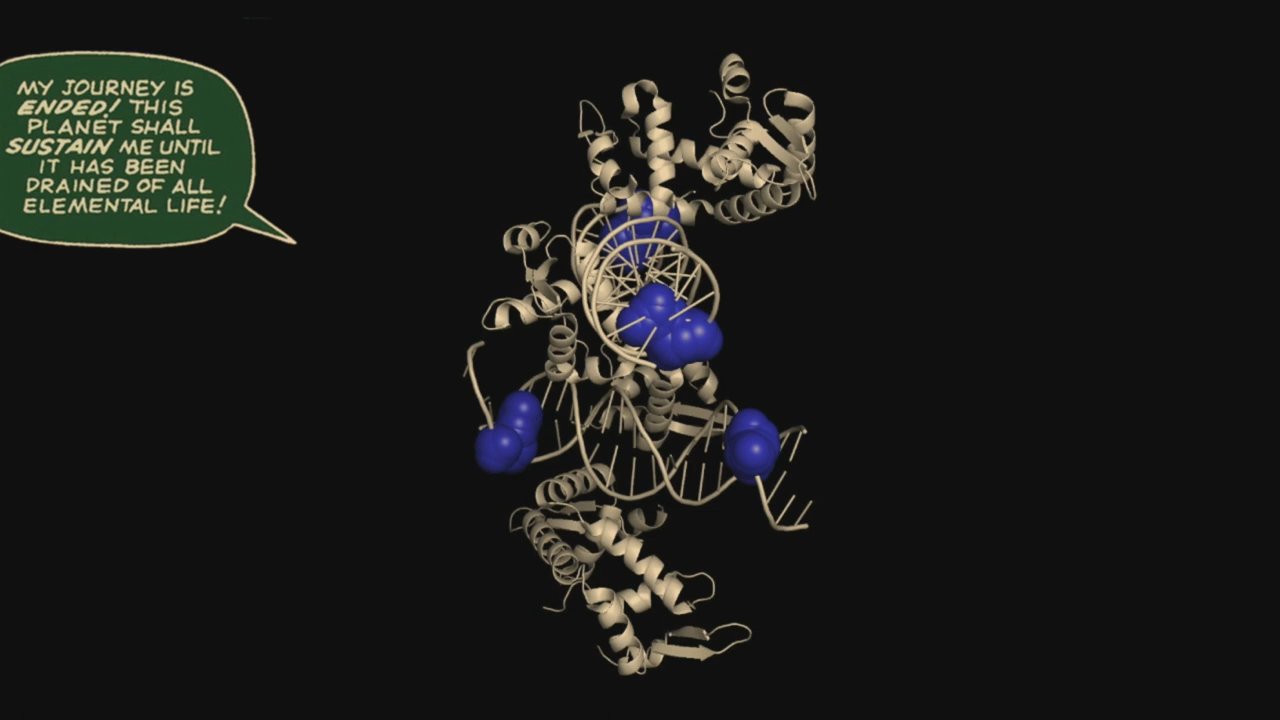 MY JOURNEY IS
ENDED! THIS
PLANET SHALL
SUSTAIN ME UNTIL
IT HAS BEEN
DRAINED OF ALL
ELEMENTAL LIFE!